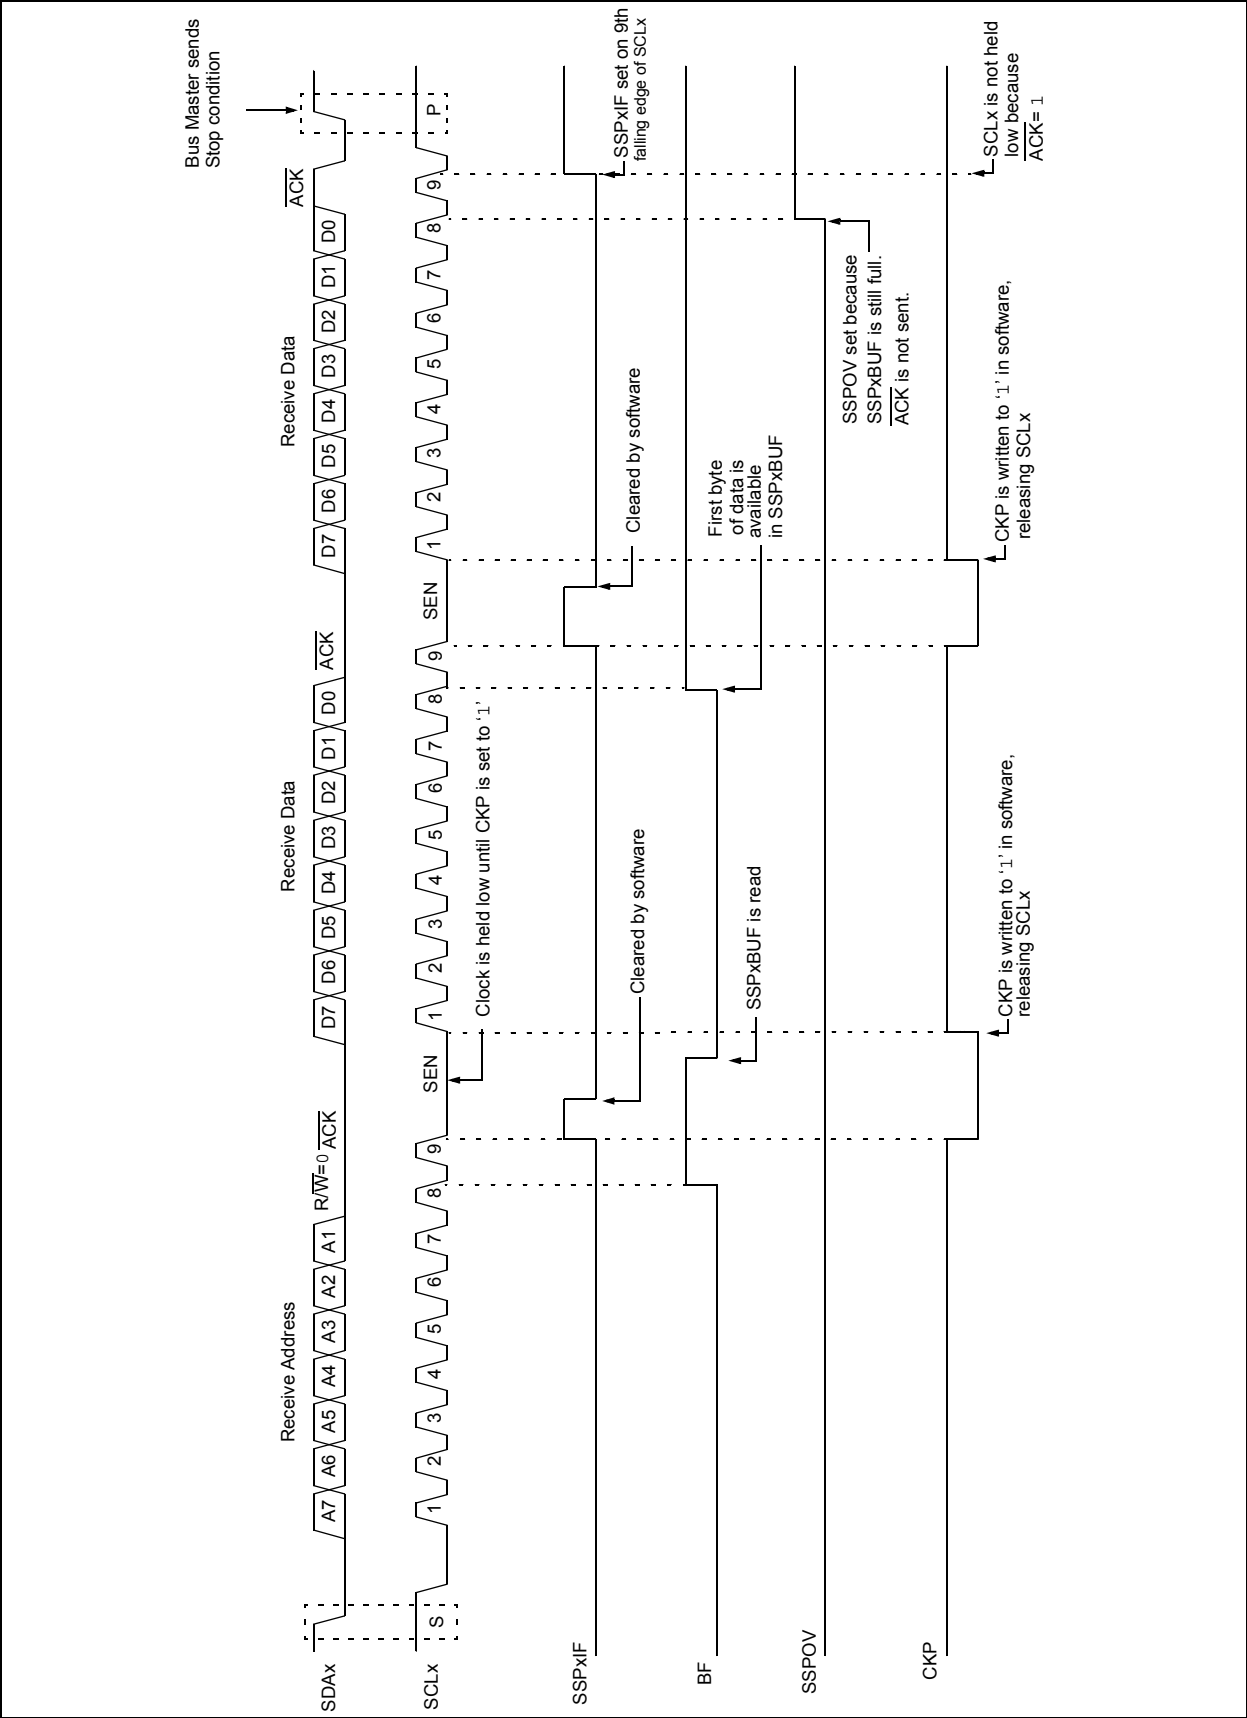 Bus Master sends
Stop condition
Receive Address
Receive Data
Receive Data
R/W=0
ACK
ACK
ACK
SDAx
A7 A6 A5 A4 A3 A2 A1
D7 D6 D5 D4 D3 D2 D1 D0
D7 D6 D5 D4 D3 D2 D1 D0
SCLx
S
1 2 3 4 5 6 7 8 9
SEN
1 2 3 4 5 6 7 8 9
SEN
1 2 3 4 5 6 7 8 9
P
Clock is held low until CKP is set to ‘1’
SSPxIF
Cleared by software
Cleared by software
SSPxIF set on 9th
falling edge of SCLx
BF
SSPxBUF is read
First byte
of data is
available
in SSPxBUF
SSPOV
SSPOV set because
SSPxBUF is still full.
ACK is not sent.
CKP
CKP is written to ‘1’ in software,
releasing SCLx
CKP is written to ‘1’ in software,
releasing SCLx
SCLx is not held
low because
ACK= 1